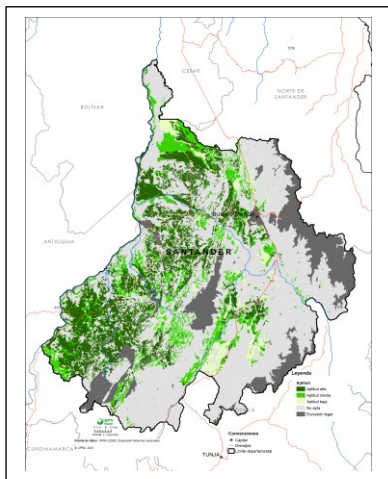 CESAR
BOLÍVAR
NORTE DE
SANTANDER
ANTIOQUIA
SANTANDER
Leyenda
Aptitud
Aptitud alta
Aptitud media
Aptitud baja
No apta
Exclusión legal
Convenciones
Capital
Límite departamental
CUNDINAMARCA
TUNJA